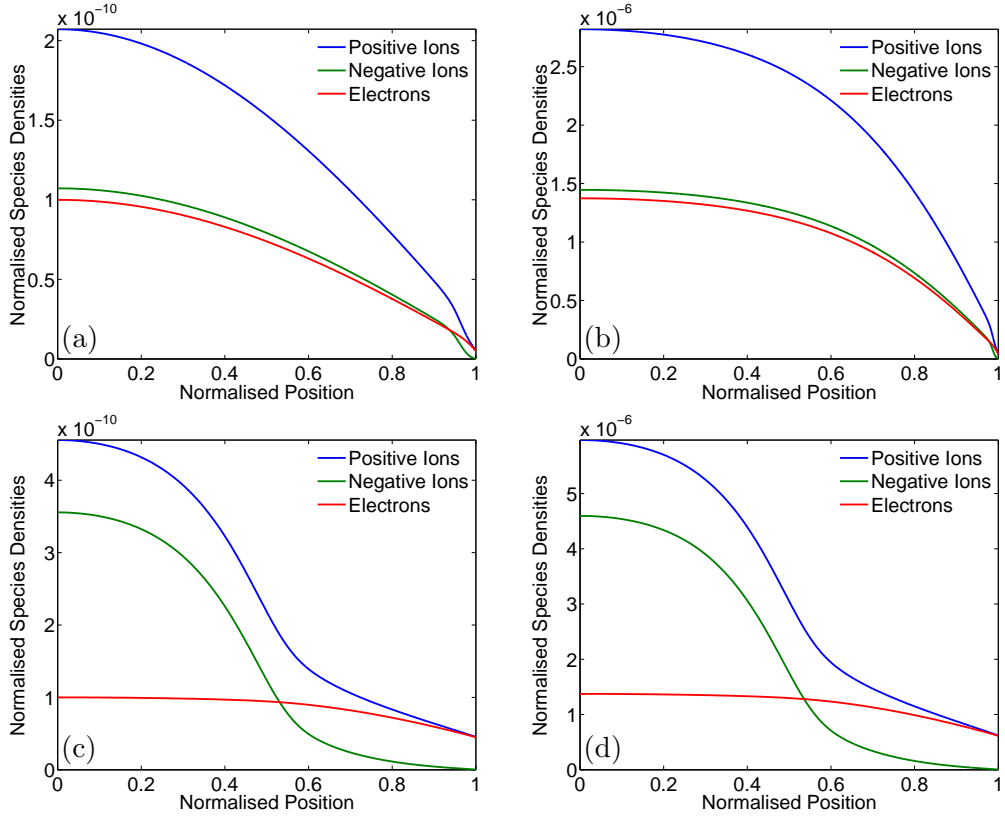 x 10⁻¹⁰
2
1.5
1
0.5
0
Normalised Species Densities
Positive Ions
Negative Ions
Electrons
(a)
0 0.2 0.4 0.6 0.8 1
Normalised Position
x 10⁻⁶
2.5
2
1.5
1
0.5
0
Normalised Species Densities
Positive Ions
Negative Ions
Electrons
(b)
0 0.2 0.4 0.6 0.8 1
Normalised Position
x 10⁻¹⁰
4
3
2
1
0
Normalised Species Densities
Positive Ions
Negative Ions
Electrons
(c)
0 0.2 0.4 0.6 0.8 1
Normalised Position
x 10⁻⁶
5
4
3
2
1
0
Normalised Species Densities
Positive Ions
Negative Ions
Electrons
(d)
0 0.2 0.4 0.6 0.8 1
Normalised Position